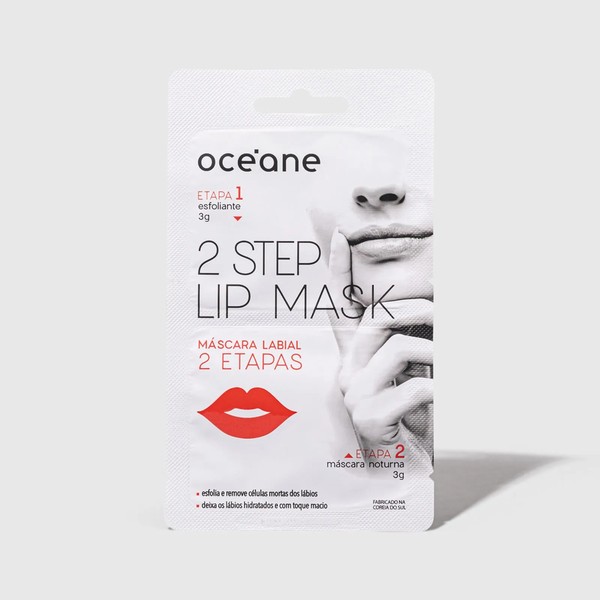 océane
ETAPA 1
esfoliante
3g
2 STEP
LIP MASK
MÁSCARA LABIAL
2 ETAPAS
ETAPA 2
máscara noturna
3g
• esfolia e remove células mortas dos lábios
• deixa os lábios hidratados e com toque macio
FABRICADO NA
COREIA DO SUL